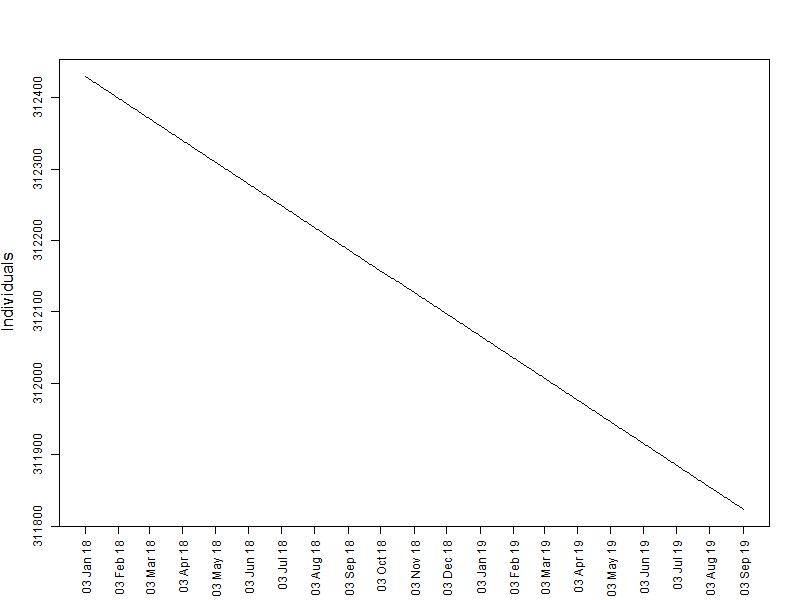 Individuals
312400
312300
312200
312100
312000
311900
311800
03 Jan 18
03 Feb 18
03 Mar 18
03 Apr 18
03 May 18
03 Jun 18
03 Jul 18
03 Aug 18
03 Sep 18
03 Oct 18
03 Nov 18
03 Dec 18
03 Jan 19
03 Feb 19
03 Mar 19
03 Apr 19
03 May 19
03 Jun 19
03 Jul 19
03 Aug 19
03 Sep 19